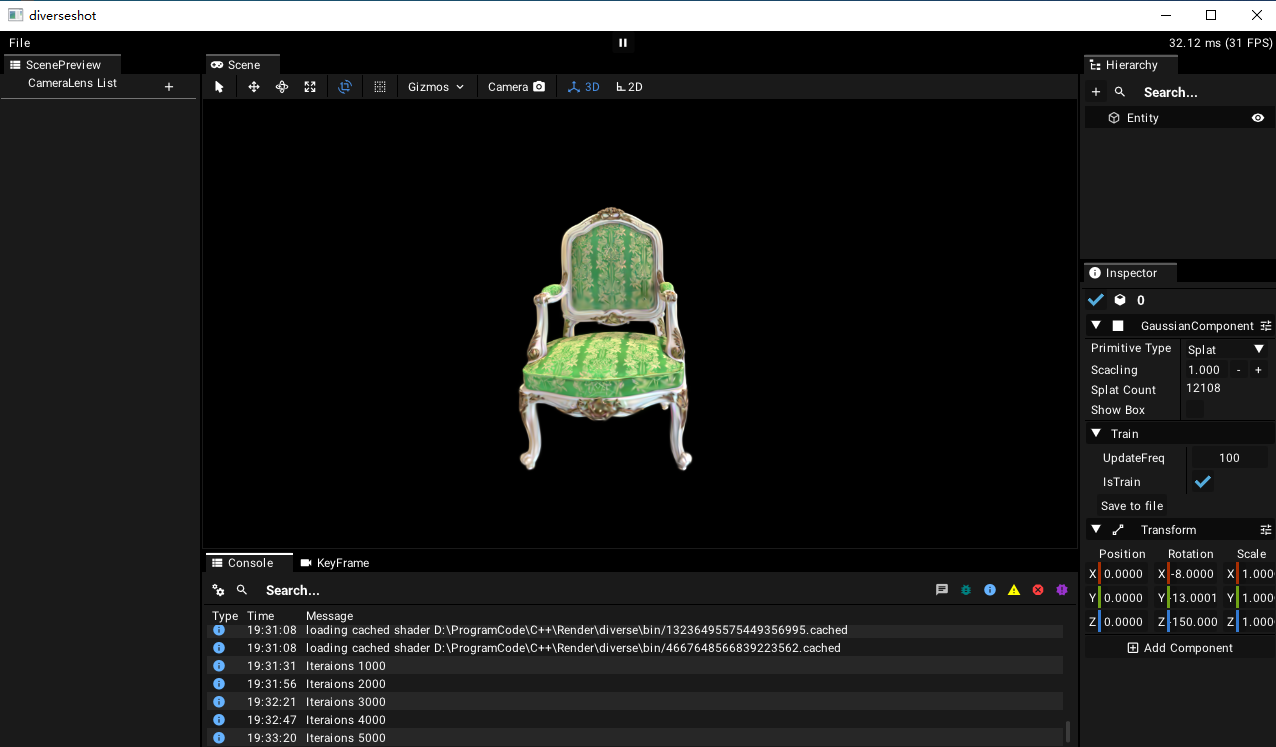 diverseshot
File
32.12 ms (31 FPS)
ScenePreview
CameraLens List +
Scene
Gizmos
Camera
3D
2D
Hierarchy
+ Search...
Entity
Inspector
0
GaussianComponent
Primitive Type Splat
Scacling 1.000 - +
Splat Count 12108
Show Box
Train
UpdateFreq 100
IsTrain
Save to file
Transform
Position Rotation Scale
X 0.0000 X -8.0000 X 1.000
Y 0.0000 Y -13.0001 Y 1.000
Z 0.0000 Z -150.000 Z 1.000
Add Component
Console
KeyFrame
Search...
Type Time Message
19:31:08 loading cached shader D:\ProgramCode\C++\Render\diverse\bin/13236495575449356995.cached
19:31:08 loading cached shader D:\ProgramCode\C++\Render\diverse\bin/4667648566839223562.cached
19:31:31 Iteraions 1000
19:31:56 Iteraions 2000
19:32:21 Iteraions 3000
19:32:47 Iteraions 4000
19:33:20 Iteraions 5000